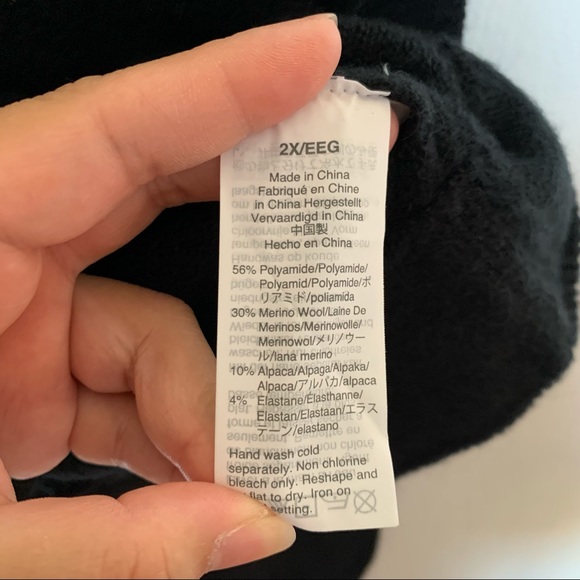 2X/EEG
Made in China
Fabriqué en Chine
in China Hergestellt
Vervaardigd in China
中国製
Hecho en China
56% Polyamide/Polyamide/
Polyamid/Polyamide/ポ
リアミド/poliamida
30% Merino Wool/Laine De
Merinos/Merinowolle/
Merinowol/メリノウー
ル/lana merino
10% Alpaca/Alpaga/Alpaka/
Alpaca/アルパカ/alpaca
4% Elastane/Élasthanne/
Elastan/Elastaan/エラス
テーン/elastano
Hand wash cold
separately. Non chlorine
bleach only. Reshape and
flat to dry. Iron on
setting.